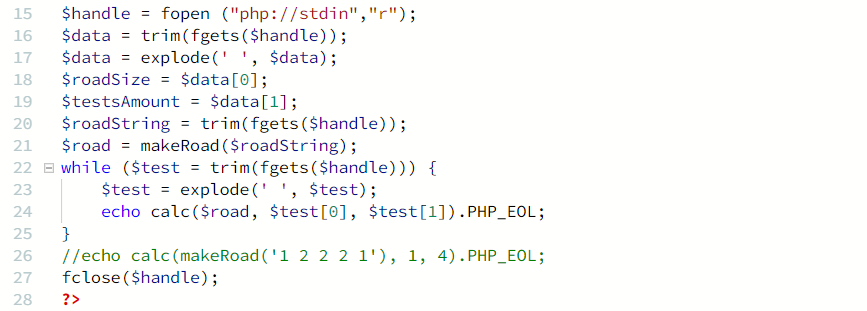 15 $handle = fopen ("php://stdin","r");
16 $data = trim(fgets($handle));
17 $data = explode(' ', $data);
18 $roadSize = $data[0];
19 $testsAmount = $data[1];
20 $roadString = trim(fgets($handle));
21 $road = makeRoad($roadString);
22 while ($test = trim(fgets($handle))) {
23     $test = explode(' ', $test);
24     echo calc($road, $test[0], $test[1]).PHP_EOL;
25 }
26 //echo calc(makeRoad('1 2 2 2 1'), 1, 4).PHP_EOL;
27 fclose($handle);
28 ?>